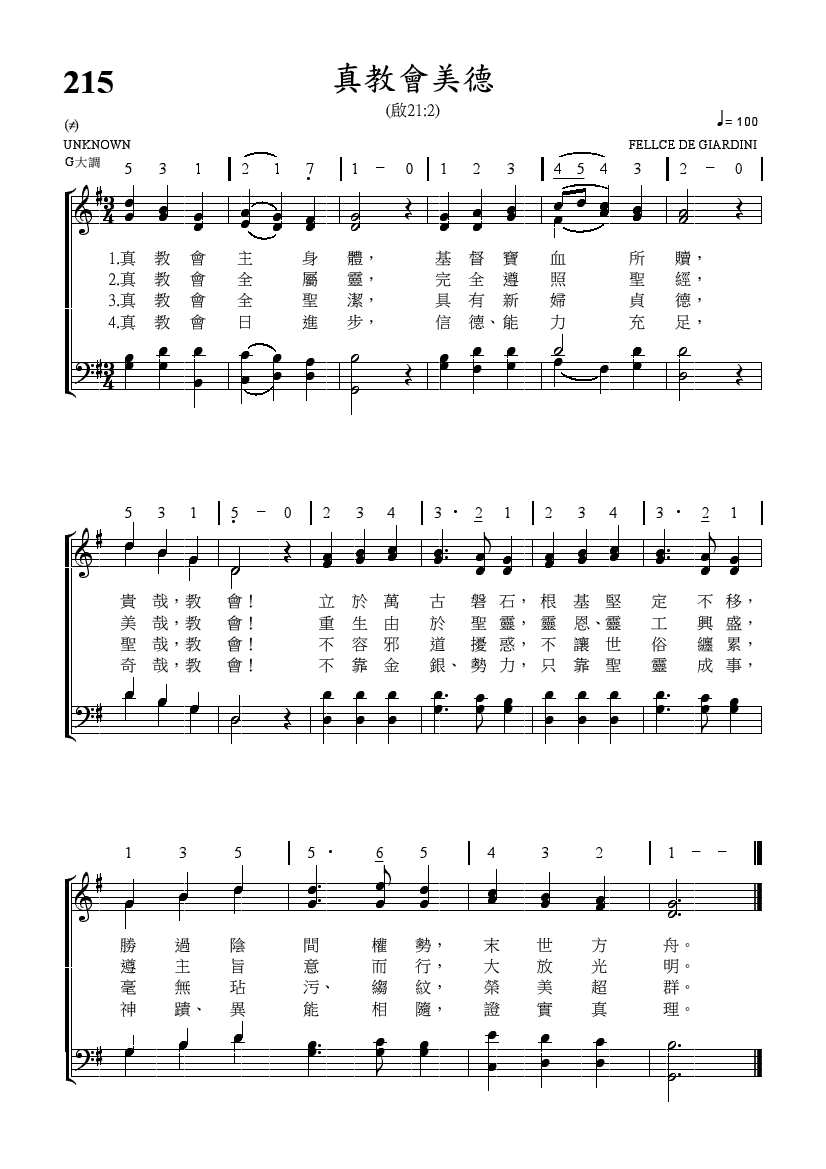 215
真教會美德
(啟21:2)
(≠)
♩= 100
UNKNOWN
FELLCE DE GIARDINI
G大調
5 3 1 | 2 1 7 | 1 – 0 | 1 2 3 | 4 5 4 3 | 2 – 0 |
3 4
1.真 教 會 主 身 體， 基 督 寶 血 所 贖，
2.真 教 會 全 屬 靈， 完 全 遵 照 聖 經，
3.真 教 會 全 聖 潔， 具 有 新 婦 貞 德，
4.真 教 會 日 進 步， 信 德、能 力 充 足，
3 4
5 3 1 | 5 – 0 | 2 3 4 | 3 · 2 1 | 2 3 4 | 3 · 2 1 |
貴 哉，教 會！ 立 於 萬 古 磐 石，根 基 堅 定 不 移，
美 哉，教 會！ 重 生 由 於 聖 靈，靈 恩、靈 工 興 盛，
聖 哉，教 會！ 不 容 邪 道 擾 惑，不 讓 世 俗 纏 累，
奇 哉，教 會！ 不 靠 金 銀、勢 力，只 靠 聖 靈 成 事，
1 3 5 | 5 · 6 5 | 4 3 2 | 1 – –
勝 過 陰 間 權 勢， 末 世 方 舟。
遵 主 旨 意 而 行， 大 放 光 明。
毫 無 玷 污、縐 紋， 榮 美 超 群。
神 蹟、異 能 相 隨， 證 實 真 理。